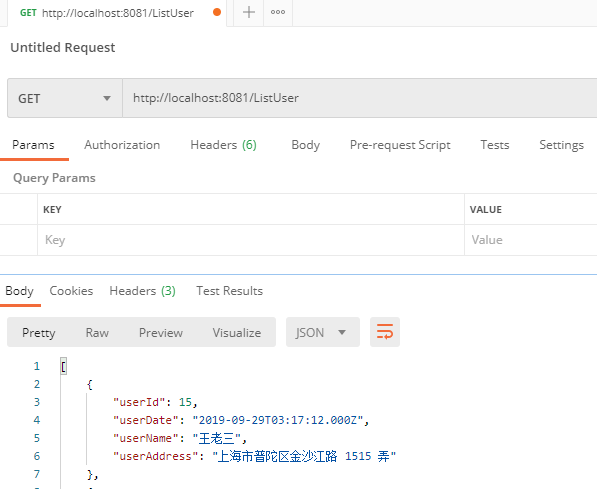 GET http://localhost:8081/ListUser
Untitled Request
GET http://localhost:8081/ListUser
Params Authorization Headers (6) Body Pre-request Script Tests Settings
Query Params
KEY VALUE
Key Value
Body Cookies Headers (3) Test Results
Pretty Raw Preview Visualize JSON
1 [
2 {
3 "userId": 15,
4 "userDate": "2019-09-29T03:17:12.000Z",
5 "userName": "王老三",
6 "userAddress": "上海市普陀区金沙江路 1515 弄"
7 },